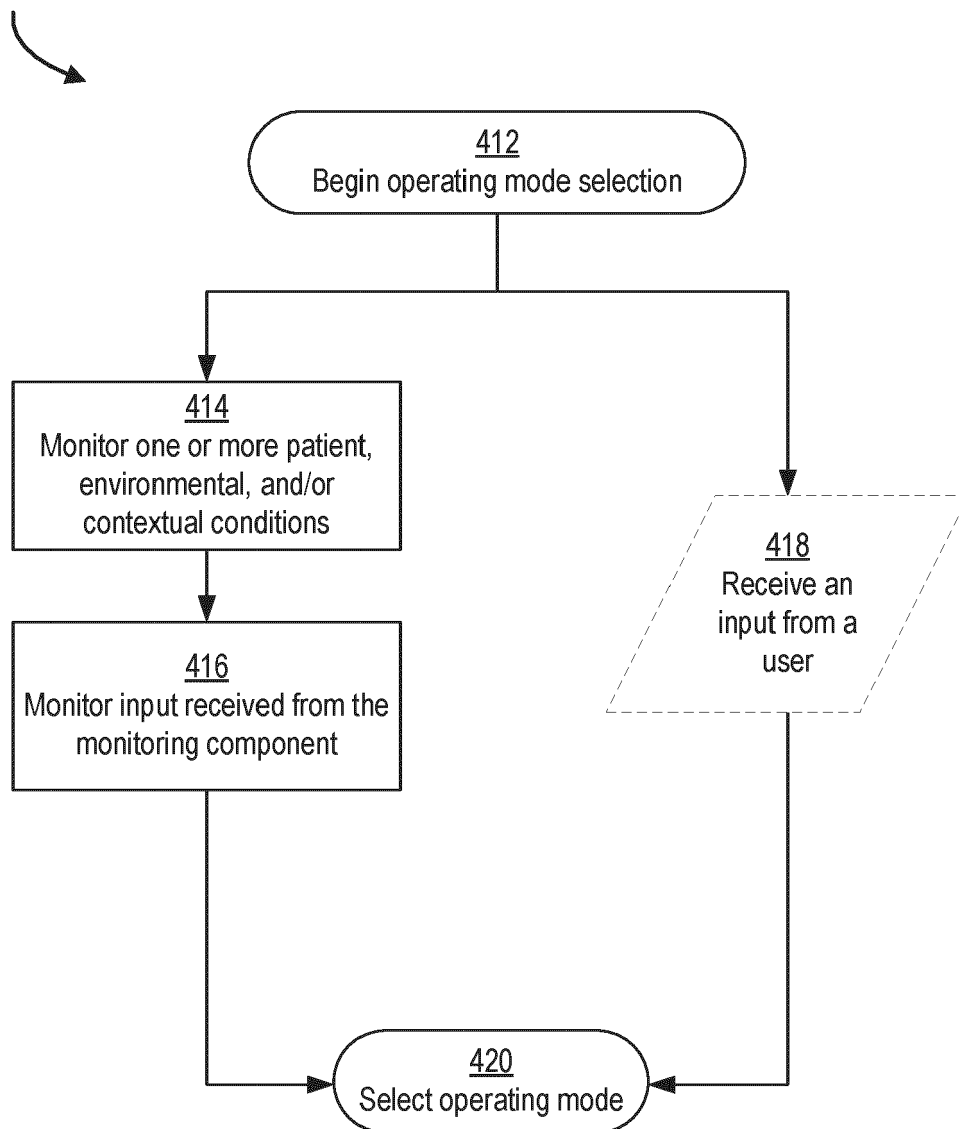 412
Begin operating mode selection
414
Monitor one or more patient,
environmental, and/or
contextual conditions
416
Monitor input received from the
monitoring component
418
Receive an
input from a
user
420
Select operating mode